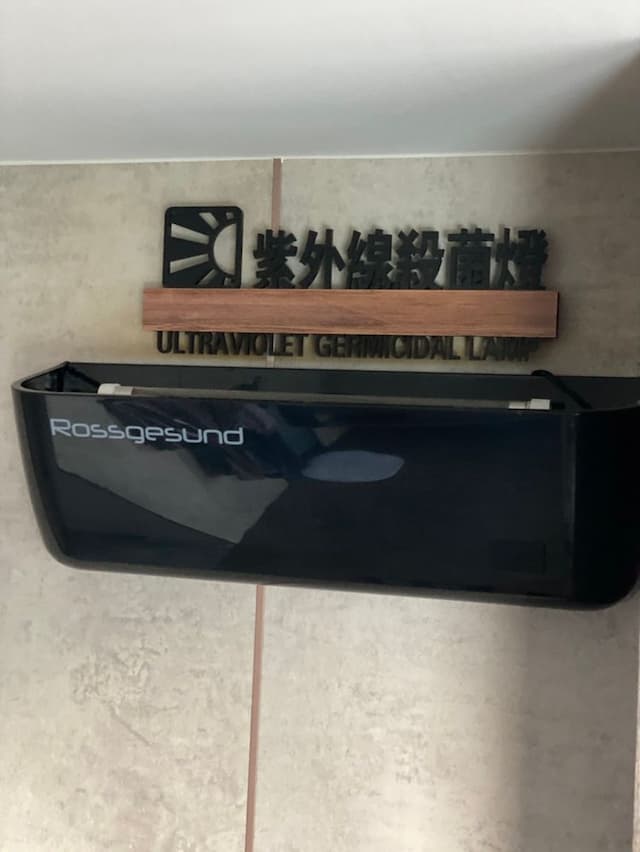 紫外線殺菌燈
ULTRAVIOLET GERMICIDAL LAMP
Rossgesund